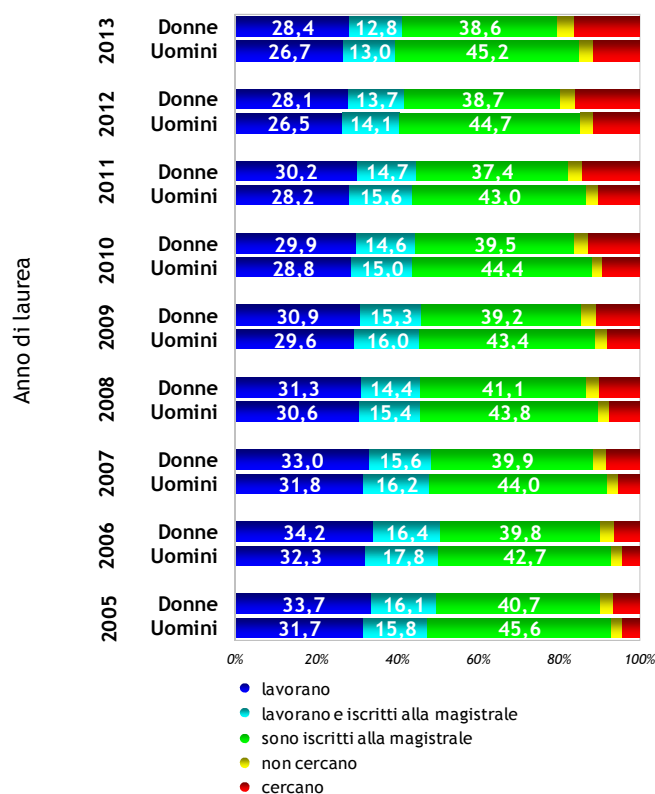 Anno di laurea
2013
Donne 28,4 12,8 38,6
Uomini 26,7 13,0 45,2
2012
Donne 28,1 13,7 38,7
Uomini 26,5 14,1 44,7
2011
Donne 30,2 14,7 37,4
Uomini 28,2 15,6 43,0
2010
Donne 29,9 14,6 39,5
Uomini 28,8 15,0 44,4
2009
Donne 30,9 15,3 39,2
Uomini 29,6 16,0 43,4
2008
Donne 31,3 14,4 41,1
Uomini 30,6 15,4 43,8
2007
Donne 33,0 15,6 39,9
Uomini 31,8 16,2 44,0
2006
Donne 34,2 16,4 39,8
Uomini 32,3 17,8 42,7
2005
Donne 33,7 16,1 40,7
Uomini 31,7 15,8 45,6
0% 20% 40% 60% 80% 100%
lavorano
lavorano e iscritti alla magistrale
sono iscritti alla magistrale
non cercano
cercano